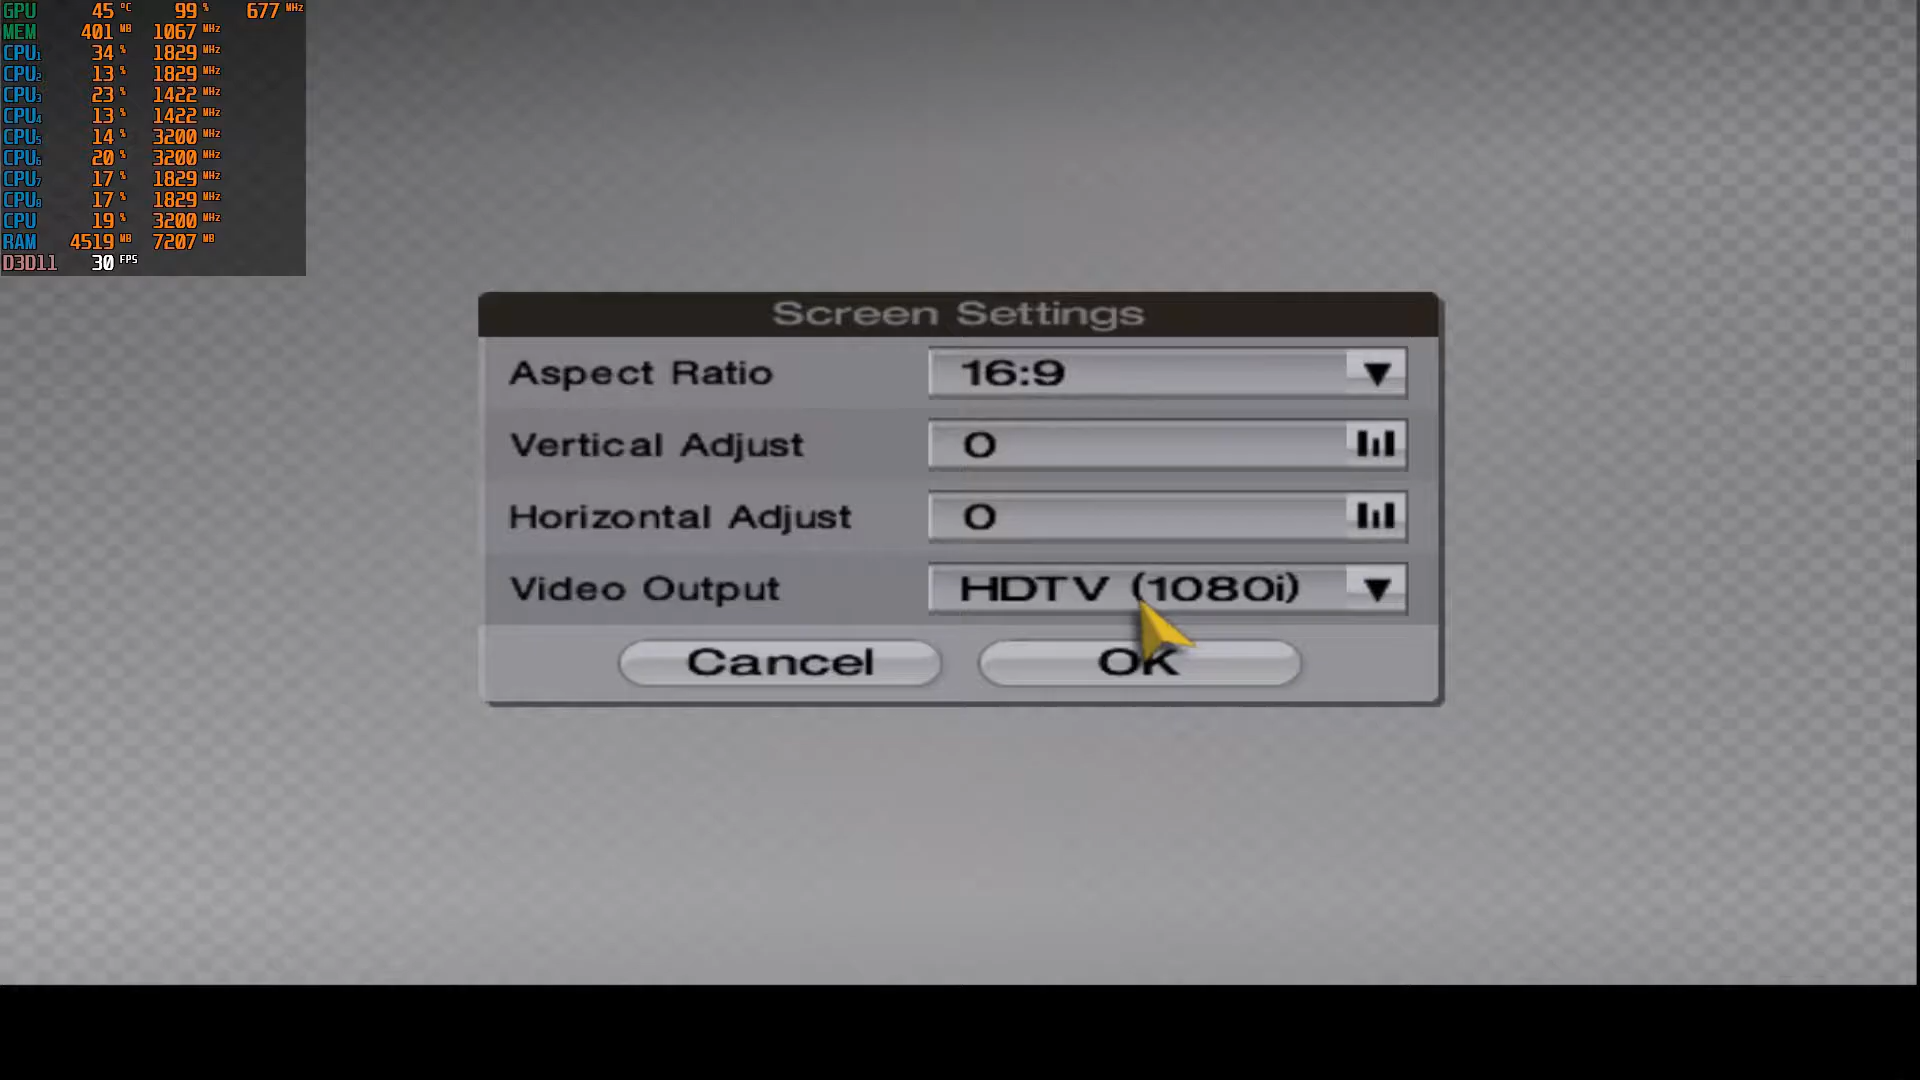 GPU 45 °C 99 % 677 MHz
MEM 401 MB 1067 MHz
CPU1 34 % 1829 MHz
CPU2 13 % 1829 MHz
CPU3 23 % 1422 MHz
CPU4 13 % 1422 MHz
CPU5 14 % 3200 MHz
CPU6 20 % 3200 MHz
CPU7 17 % 1829 MHz
CPU8 17 % 1829 MHz
CPU 19 % 3200 MHz
RAM 4519 MB 7207 MB
D3D11 30 FPS
Screen Settings
Aspect Ratio 16:9
Vertical Adjust 0
Horizontal Adjust 0
Video Output HDTV (1080i)
Cancel OK